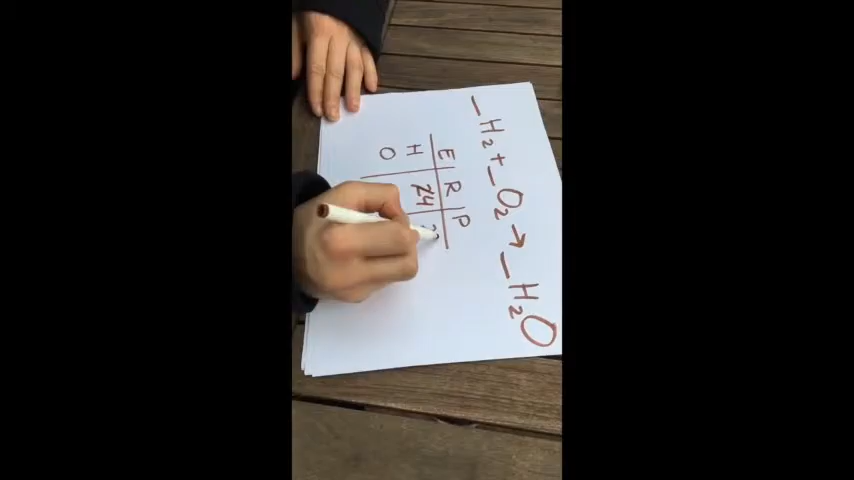 _H₂ + _O₂ → _H₂O
E R P
H 24
O